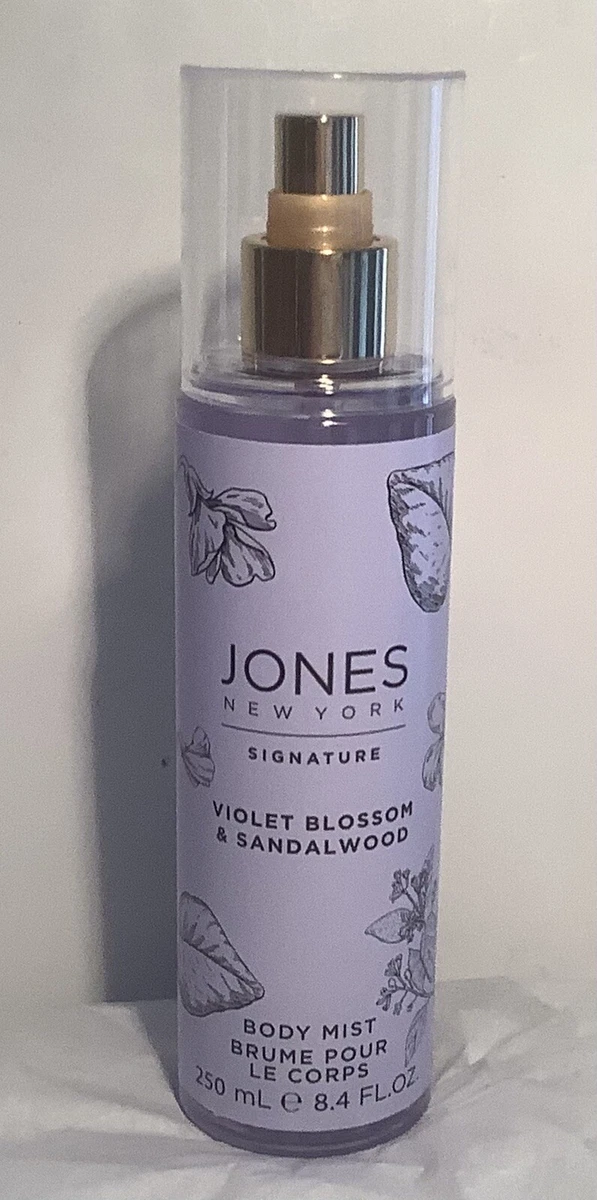 JONES
NEW YORK
SIGNATURE
VIOLET BLOSSOM
& SANDALWOOD
BODY MIST
BRUME POUR
LE CORPS
250 mL ℮ 8.4 FL.OZ.